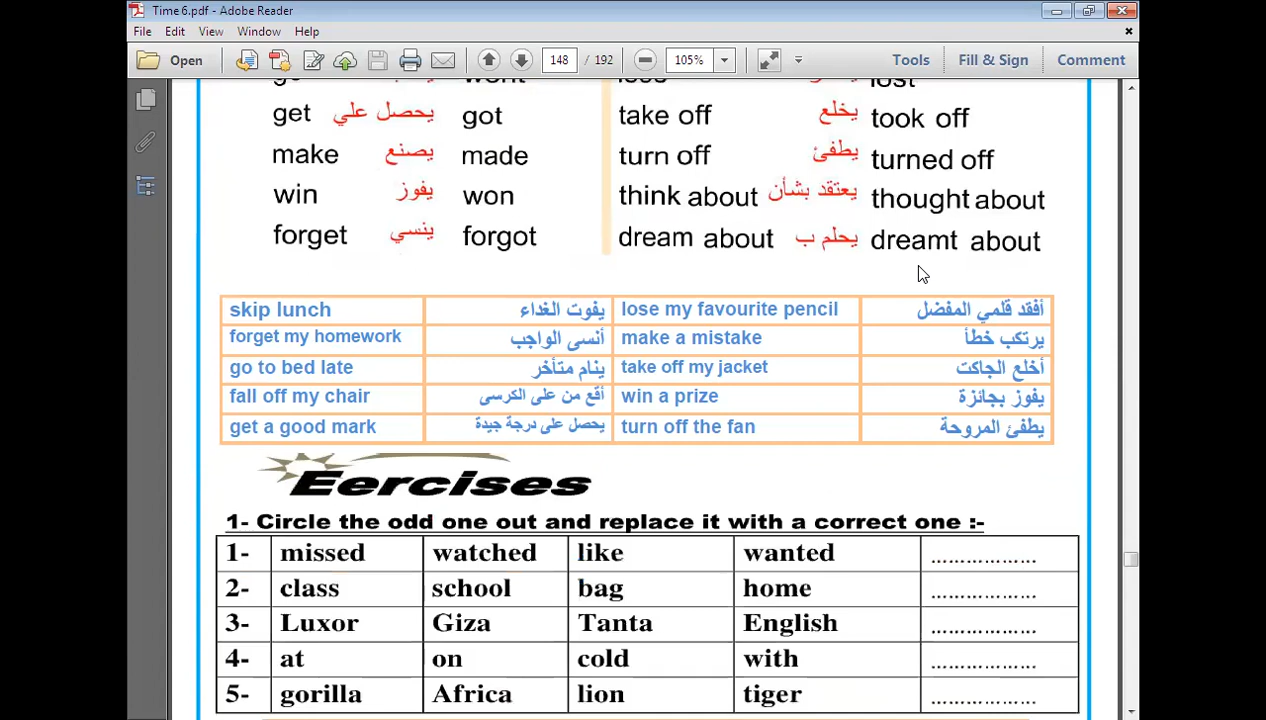 Time 6.pdf - Adobe Reader
File Edit View Window Help
Open 148 / 192 105% Tools Fill & Sign Comment
went lost
get يحصل علي got take off يخلع took off
make يصنع made turn off يطفئ turned off
win يفوز won think about يعتقد بشأن thought about
forget ينسي forgot dream about يحلم ب dreamt about
skip lunch يفوت الغداء lose my favourite pencil أفقد قلمي المفضل
forget my homework أنسى الواجب make a mistake يرتكب خطأ
go to bed late ينام متأخر take off my jacket أخلع الجاكت
fall off my chair أقع من على الكرسى win a prize يفوز بجائزة
get a good mark يحصل على درجة جيدة turn off the fan يطفئ المروحة
Eercises
1- Circle the odd one out and replace it with a correct one :-
1- missed watched like wanted ..................
2- class school bag home ..................
3- Luxor Giza Tanta English ..................
4- at on cold with ..................
5- gorilla Africa lion tiger ..................